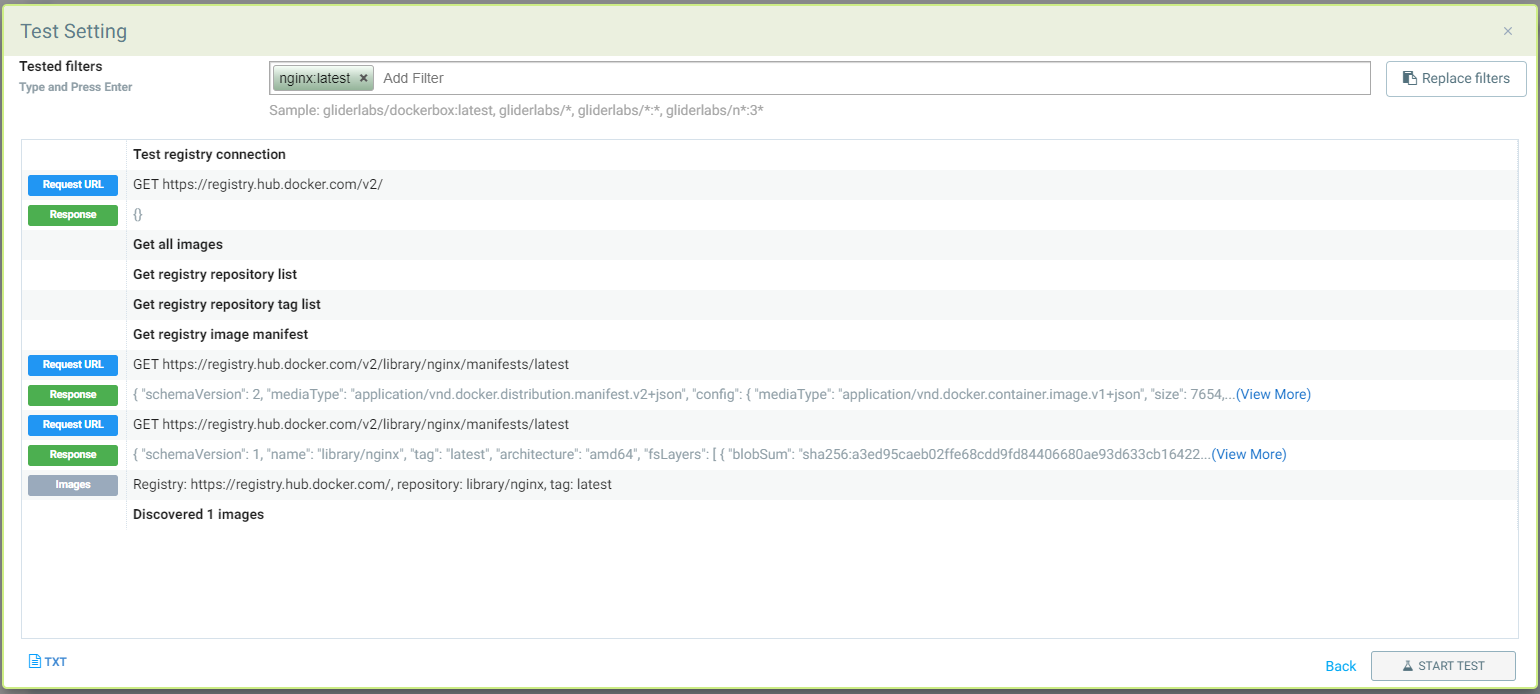 Test Setting ×
Tested filters
Type and Press Enter
nginx:latest × Add Filter
Replace filters
Sample: gliderlabs/dockerbox:latest, gliderlabs/*, gliderlabs/*:*, gliderlabs/n*:3*
Test registry connection
Request URL GET https://registry.hub.docker.com/v2/
Response {}
Get all images
Get registry repository list
Get registry repository tag list
Get registry image manifest
Request URL GET https://registry.hub.docker.com/v2/library/nginx/manifests/latest
Response { "schemaVersion": 2, "mediaType": "application/vnd.docker.distribution.manifest.v2+json", "config": { "mediaType": "application/vnd.docker.container.image.v1+json", "size": 7654,...(View More)
Request URL GET https://registry.hub.docker.com/v2/library/nginx/manifests/latest
Response { "schemaVersion": 1, "name": "library/nginx", "tag": "latest", "architecture": "amd64", "fsLayers": [ { "blobSum": "sha256:a3ed95caeb02ffe68cdd9fd84406680ae93d633cb16422...(View More)
Images Registry: https://registry.hub.docker.com/, repository: library/nginx, tag: latest
Discovered 1 images
TXT
Back START TEST